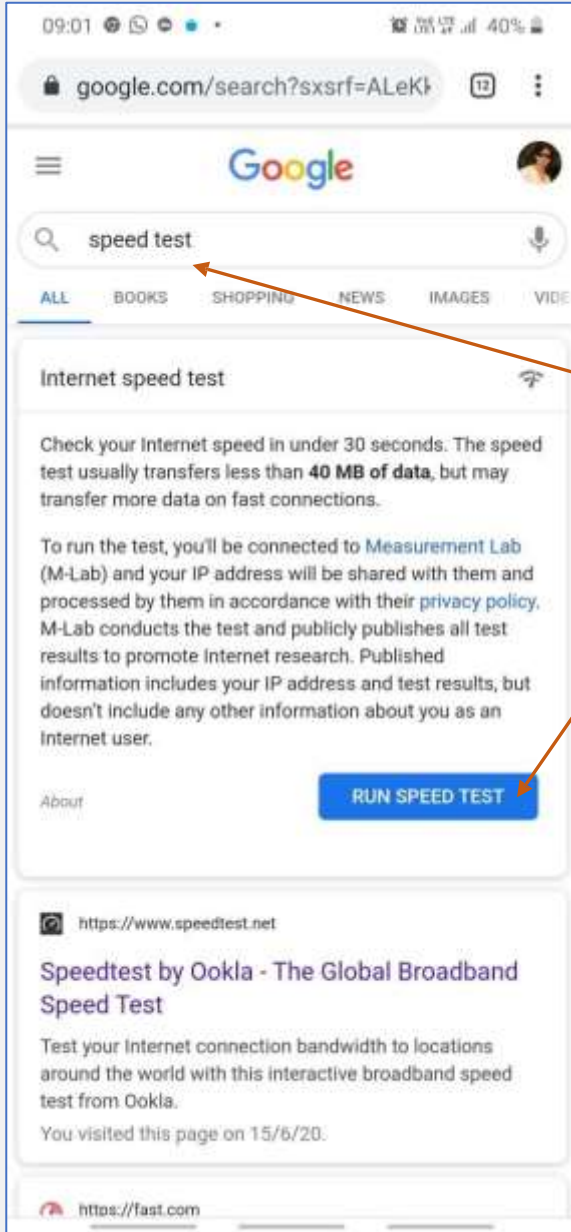 09:01
40%
google.com/search?sxsrf=ALeKk
12
Google
speed test
ALL BOOKS SHOPPING NEWS IMAGES VIDE
Internet speed test
Check your Internet speed in under 30 seconds. The speed
test usually transfers less than 40 MB of data, but may
transfer more data on fast connections.
To run the test, you'll be connected to Measurement Lab
(M-Lab) and your IP address will be shared with them and
processed by them in accordance with their privacy policy.
M-Lab conducts the test and publicly publishes all test
results to promote Internet research. Published
information includes your IP address and test results, but
doesn't include any other information about you as an
Internet user.
About
RUN SPEED TEST
https://www.speedtest.net
Speedtest by Ookla - The Global Broadband
Speed Test
Test your Internet connection bandwidth to locations
around the world with this interactive broadband speed
test from Ookla.
You visited this page on 15/6/20.
https://fast.com